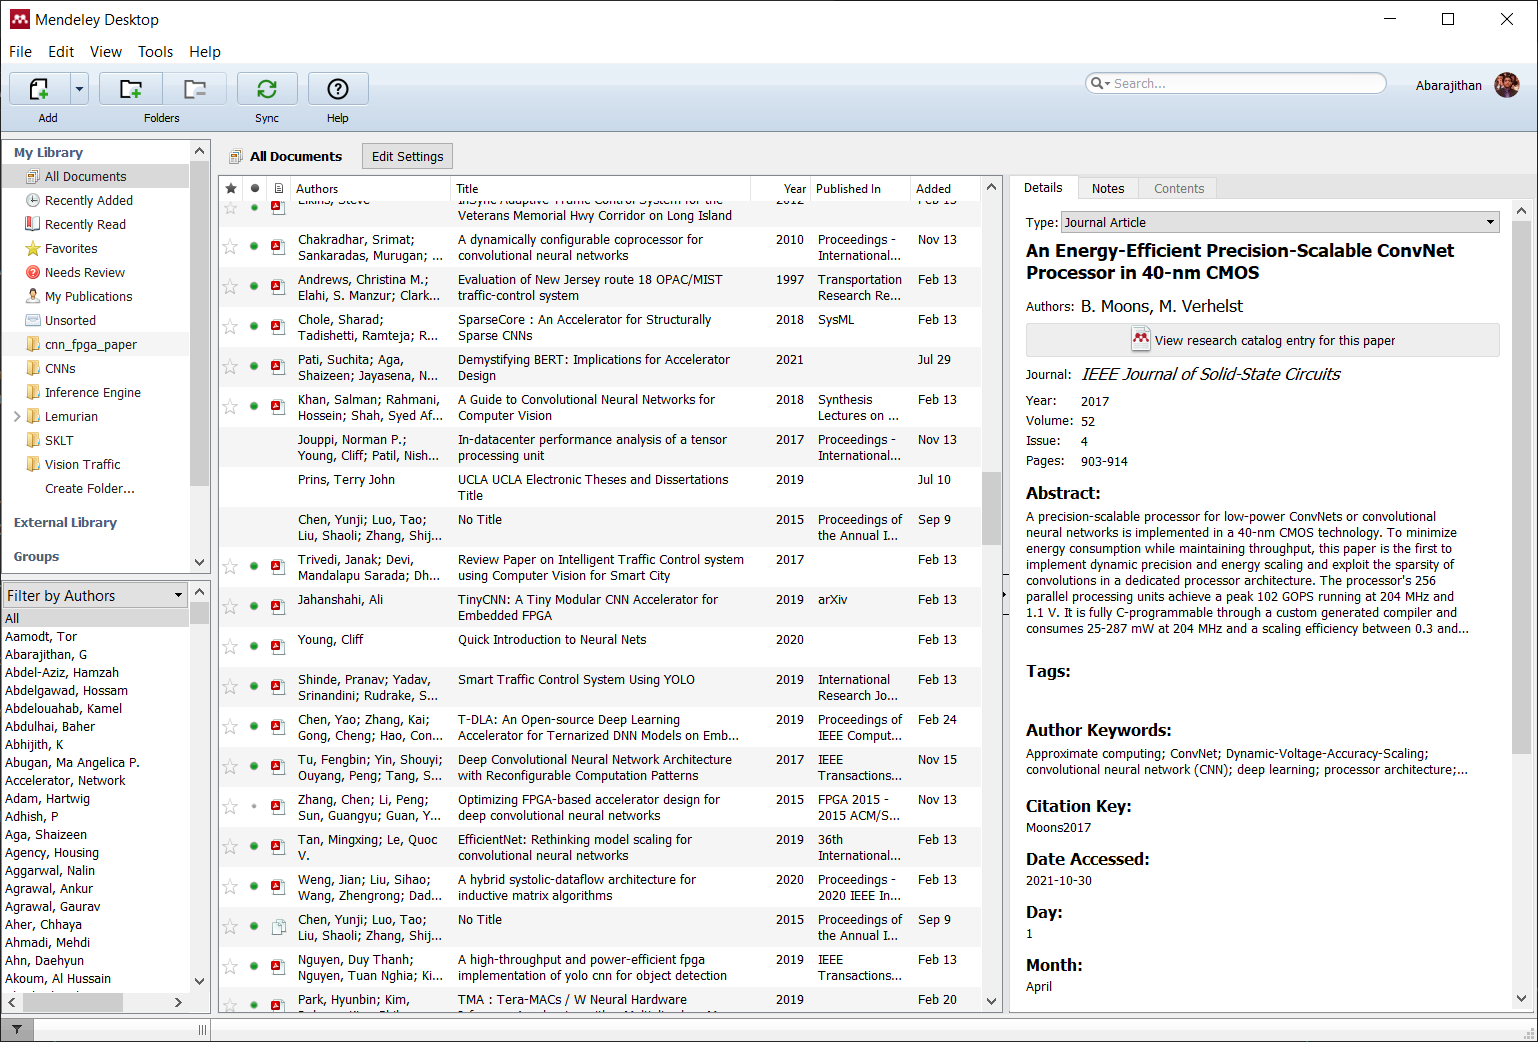 Mendeley Desktop
File Edit View Tools Help
Add
Folders
Sync
Help
Search...
Abarajithan
My Library
All Documents
Recently Added
Recently Read
Favorites
Needs Review
My Publications
Unsorted
cnn_fpga_paper
CNNs
Inference Engine
Lemurian
SKLT
Vision Traffic
Create Folder...
External Library
Groups
Filter by Authors
All
Aamodt, Tor
Abarajithan, G
Abdel-Aziz, Hamzah
Abdelgawad, Hossam
Abdelouahab, Kamel
Abdulhai, Baher
Abhijith, K
Abugan, Ma Angelica P.
Accelerator, Network
Adam, Hartwig
Adhish, P
Aga, Shaizeen
Agency, Housing
Aggarwal, Nalin
Agrawal, Ankur
Agrawal, Gaurav
Aher, Chhaya
Ahmadi, Mehdi
Ahn, Daehyun
Akoum, Al Hussain
All Documents Edit Settings
Authors Title Year Published In Added
Elkins, Steve InSync Adaptive Traffic Control System for the 2012 Feb 13
Veterans Memorial Hwy Corridor on Long Island
Chakradhar, Srimat; A dynamically configurable coprocessor for 2010 Proceedings - Nov 13
Sankaradas, Murugan; ... convolutional neural networks International...
Andrews, Christina M.; Evaluation of New Jersey route 18 OPAC/MIST 1997 Transportation Feb 13
Elahi, S. Manzur; Clark... traffic-control system Research Re...
Chole, Sharad; SparseCore : An Accelerator for Structurally 2018 SysML Feb 13
Tadishetti, Ramteja; R... Sparse CNNs
Pati, Suchita; Aga, Demystifying BERT: Implications for Accelerator 2021 Jul 29
Shaizeen; Jayasena, N... Design
Khan, Salman; Rahmani, A Guide to Convolutional Neural Networks for 2018 Synthesis Feb 13
Hossein; Shah, Syed Af... Computer Vision Lectures on ...
Jouppi, Norman P.; In-datacenter performance analysis of a tensor 2017 Proceedings - Nov 13
Young, Cliff; Patil, Nish... processing unit International...
Prins, Terry John UCLA UCLA Electronic Theses and Dissertations 2019 Jul 10
Title
Chen, Yunji; Luo, Tao; No Title 2015 Proceedings of Sep 9
Liu, Shaoli; Zhang, Shij... the Annual I...
Trivedi, Janak; Devi, Review Paper on Intelligent Traffic Control system 2017 Feb 13
Mandalapu Sarada; Dh... using Computer Vision for Smart City
Jahanshahi, Ali TinyCNN: A Tiny Modular CNN Accelerator for 2019 arXiv Feb 13
Embedded FPGA
Young, Cliff Quick Introduction to Neural Nets 2020 Feb 13
Shinde, Pranav; Yadav, Smart Traffic Control System Using YOLO 2019 International Feb 13
Srinandini; Rudrake, S... Research Jo...
Chen, Yao; Zhang, Kai; T-DLA: An Open-source Deep Learning 2019 Proceedings of Feb 24
Gong, Cheng; Hao, Con... Accelerator for Ternarized DNN Models on Emb... IEEE Comput...
Tu, Fengbin; Yin, Shouyi; Deep Convolutional Neural Network Architecture 2017 IEEE Nov 15
Ouyang, Peng; Tang, S... with Reconfigurable Computation Patterns Transactions...
Zhang, Chen; Li, Peng; Optimizing FPGA-based accelerator design for 2015 FPGA 2015 - Nov 13
Sun, Guangyu; Guan, Y... deep convolutional neural networks 2015 ACM/S...
Tan, Mingxing; Le, Quoc EfficientNet: Rethinking model scaling for 2019 36th Feb 13
V. convolutional neural networks International...
Weng, Jian; Liu, Sihao; A hybrid systolic-dataflow architecture for 2020 Proceedings - Feb 13
Wang, Zhengrong; Dad... inductive matrix algorithms 2020 IEEE In...
Chen, Yunji; Luo, Tao; No Title 2015 Proceedings of Sep 9
Liu, Shaoli; Zhang, Shij... the Annual I...
Nguyen, Duy Thanh; A high-throughput and power-efficient fpga 2019 IEEE Feb 13
Nguyen, Tuan Nghia; Ki... implementation of yolo cnn for object detection Transactions...
Park, Hyunbin; Kim, TMA : Tera-MACs / W Neural Hardware 2019 Feb 20
Details Notes Contents
Type: Journal Article
An Energy-Efficient Precision-Scalable ConvNet
Processor in 40-nm CMOS
Authors: B. Moons, M. Verhelst
View research catalog entry for this paper
Journal: IEEE Journal of Solid-State Circuits
Year: 2017
Volume: 52
Issue: 4
Pages: 903-914
Abstract:
A precision-scalable processor for low-power ConvNets or convolutional
neural networks is implemented in a 40-nm CMOS technology. To minimize
energy consumption while maintaining throughput, this paper is the first to
implement dynamic precision and energy scaling and exploit the sparsity of
convolutions in a dedicated processor architecture. The processor's 256
parallel processing units achieve a peak 102 GOPS running at 204 MHz and
1.1 V. It is fully C-programmable through a custom generated compiler and
consumes 25-287 mW at 204 MHz and a scaling efficiency between 0.3 and...
Tags:
Author Keywords:
Approximate computing; ConvNet; Dynamic-Voltage-Accuracy-Scaling;
convolutional neural network (CNN); deep learning; processor architecture;...
Citation Key:
Moons2017
Date Accessed:
2021-10-30
Day:
1
Month:
April